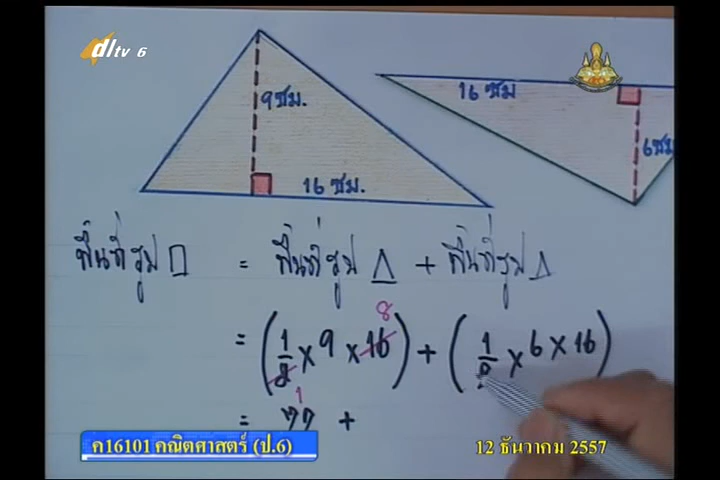 dltv 6
9 ซม.
16 ซม
6 ซม
16 ซม.
พื้นที่รูป □ = พื้นที่รูป △ + พื้นที่รูป △
= (1/2 × 9 × 16) + (1/2 × 6 × 16)
8
1
= 72 +
ค16101 คณิตศาสตร์ (ป.6)
12 ธันวาคม 2557